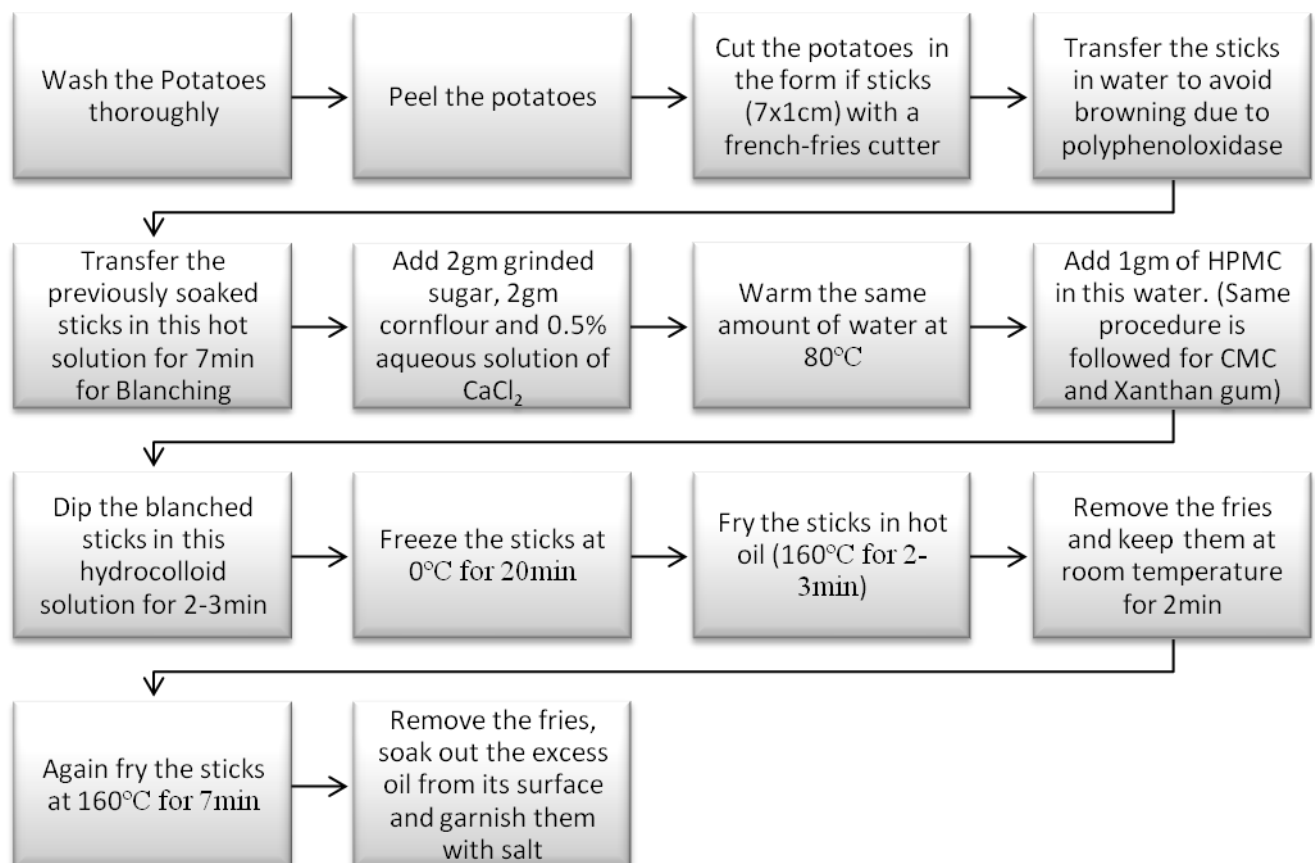 Wash the Potatoes
thoroughly
Peel the potatoes
Cut the potatoes in
the form if sticks
(7x1cm) with a
french-fries cutter
Transfer the sticks
in water to avoid
browning due to
polyphenoloxidase
Transfer the
previously soaked
sticks in this hot
solution for 7min
for Blanching
Add 2gm grinded
sugar, 2gm
cornflour and 0.5%
aqueous solution of
CaCl₂
Warm the same
amount of water at
80°C
Add 1gm of HPMC
in this water. (Same
procedure is
followed for CMC
and Xanthan gum)
Dip the blanched
sticks in this
hydrocolloid
solution for 2-3min
Freeze the sticks at
0°C for 20min
Fry the sticks in hot
oil (160°C for 2-
3min)
Remove the fries
and keep them at
room temperature
for 2min
Again fry the sticks
at 160°C for 7min
Remove the fries,
soak out the excess
oil from its surface
and garnish them
with salt